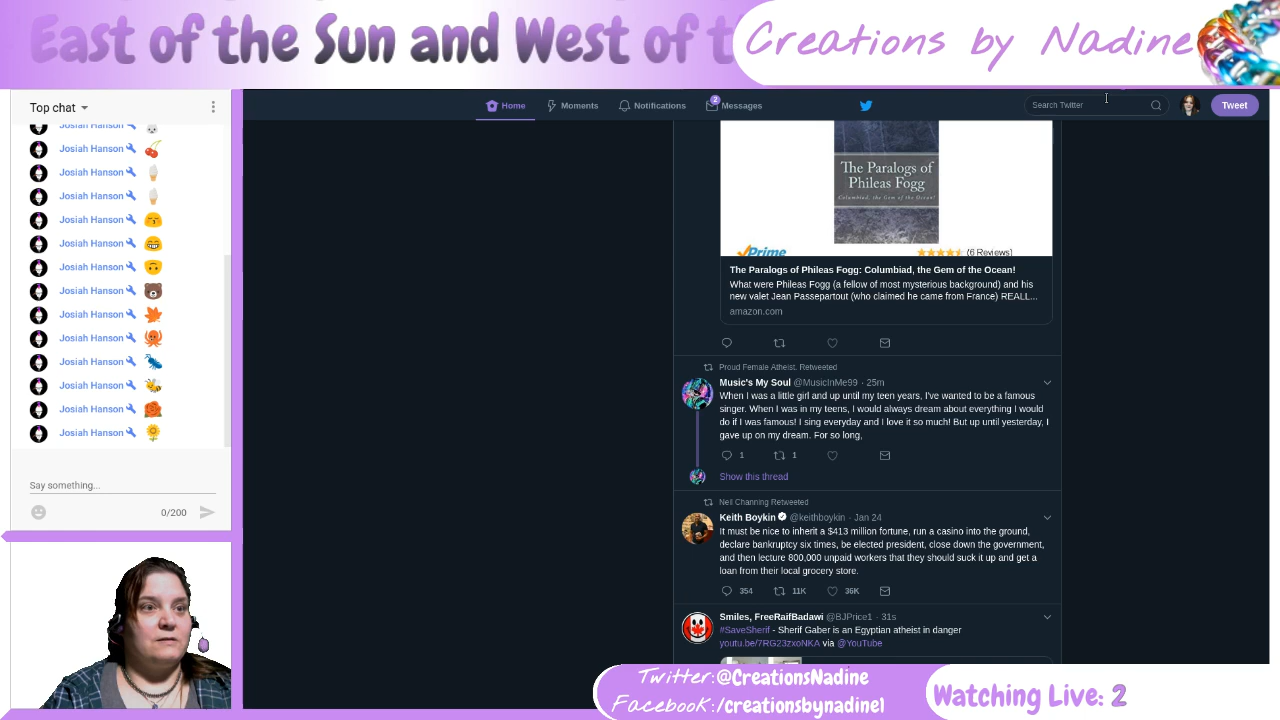 East of the Sun and West of t
Creations by Nadine
Top chat
Josiah Hanson
Josiah Hanson
Josiah Hanson
Josiah Hanson
Josiah Hanson
Josiah Hanson
Josiah Hanson
Josiah Hanson
Josiah Hanson
Josiah Hanson
Josiah Hanson
Josiah Hanson
Josiah Hanson
Josiah Hanson
Say something...
0/200
Home
Moments
Notifications
2
Messages
Search Twitter
Tweet
The Paralogs of
Phileas Fogg
Columbiad, the Gem of the Ocean!
Prime
(6 Reviews)
The Paralogs of Phileas Fogg: Columbiad, the Gem of the Ocean!
What were Phileas Fogg (a fellow of most mysterious background) and his
new valet Jean Passepartout (who claimed he came from France) REALL...
amazon.com
Proud Female Atheist. Retweeted
Music's My Soul @MusicInMe99 · 25m
When I was a little girl and up until my teen years, I've wanted to be a famous
singer. When I was in my teens, I would always dream about everything I would
do if I was famous! I sing everyday and I love it so much! But up until yesterday, I
gave up on my dream. For so long,
1
1
Show this thread
Nell Channing Retweeted
Keith Boykin @keithboykin · Jan 24
It must be nice to inherit a $413 million fortune, run a casino into the ground,
declare bankruptcy six times, be elected president, close down the government,
and then lecture 800,000 unpaid workers that they should suck it up and get a
loan from their local grocery store.
354
11K
36K
Smiles, FreeRaifBadawi @BJPrice1 · 31s
#SaveSherif - Sherif Gaber is an Egyptian atheist in danger
youtu.be/7RG23zxoNKA via @YouTube
Twitter:@CreationsNadine
Facebook:/creationsbynadine1
Watching Live: 2